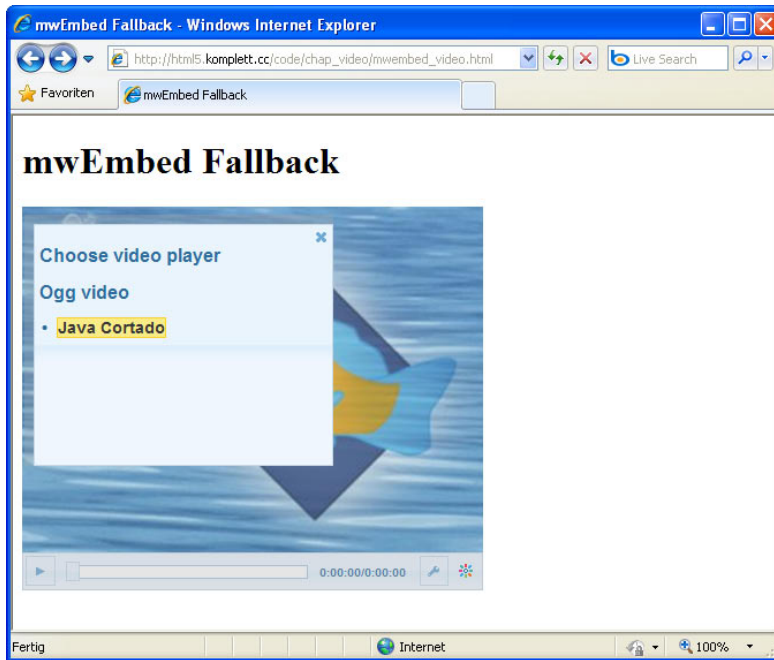 mwEmbed Fallback - Windows Internet Explorer
http://html5.komplett.cc/code/chap_video/mwembed_video.html
Live Search
Favoriten
mwEmbed Fallback
mwEmbed Fallback
Choose video player
Ogg video
• Java Cortado
0:00:00/0:00:00
Fertig
Internet
100%